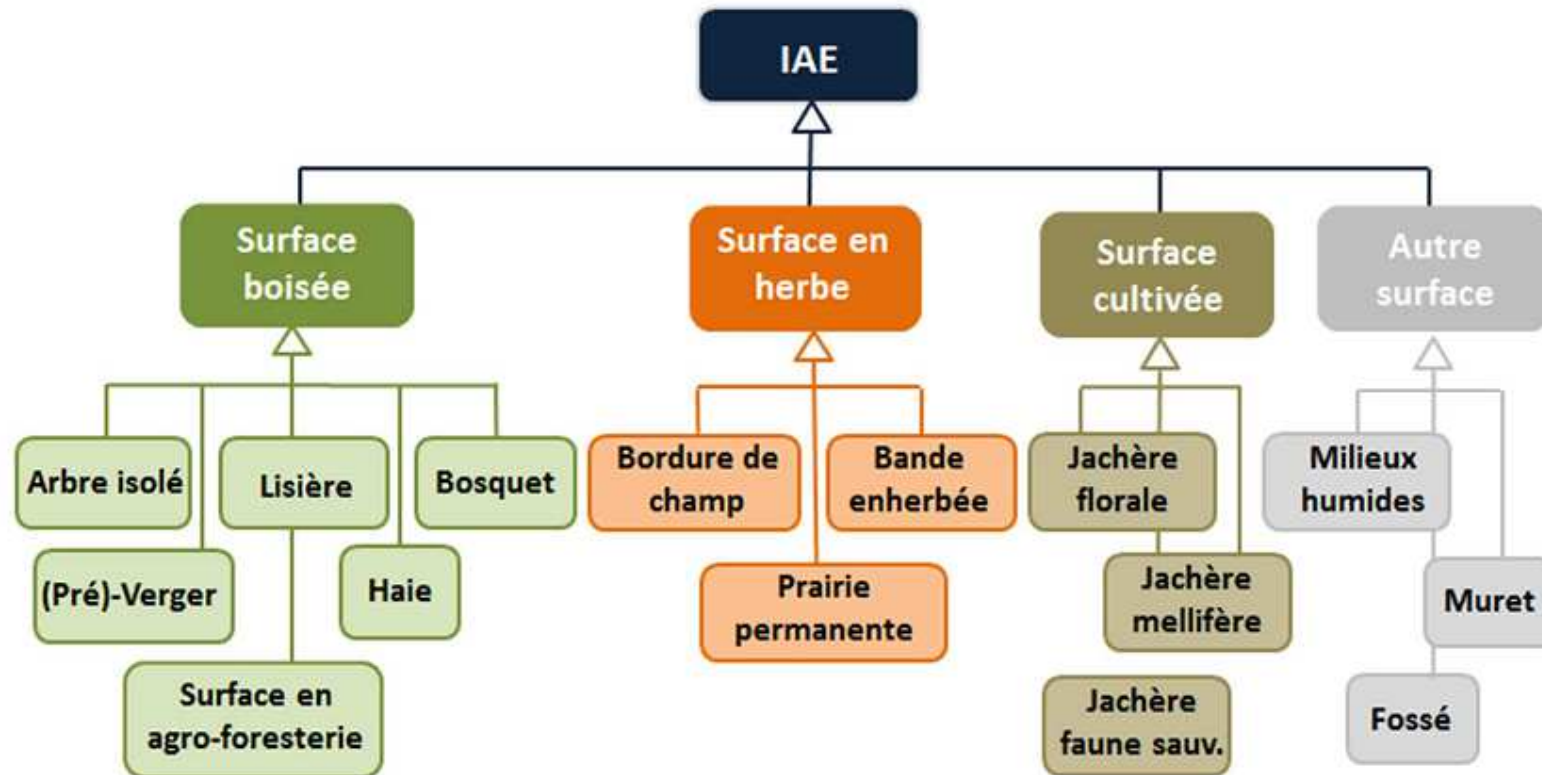 IAE
Surface
boisée
Surface en
herbe
Surface
cultivée
Autre
surface
Arbre isolé
Lisière
Bosquet
(Pré)-Verger
Haie
Surface en
agro-foresterie
Bordure de
champ
Bande
enherbée
Prairie
permanente
Jachère
florale
Jachère
mellifère
Jachère
faune sauv.
Milieux
humides
Muret
Fossé